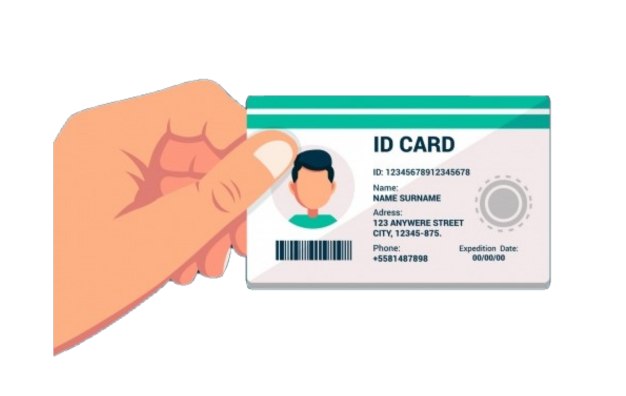 ID CARD
ID: 12345678912345678
Name:
NAME SURNAME
Adress:
123 ANYWERE STREET
CITY, 12345-875.
Phone:
+5581487898
Expedition Date:
00/00/00